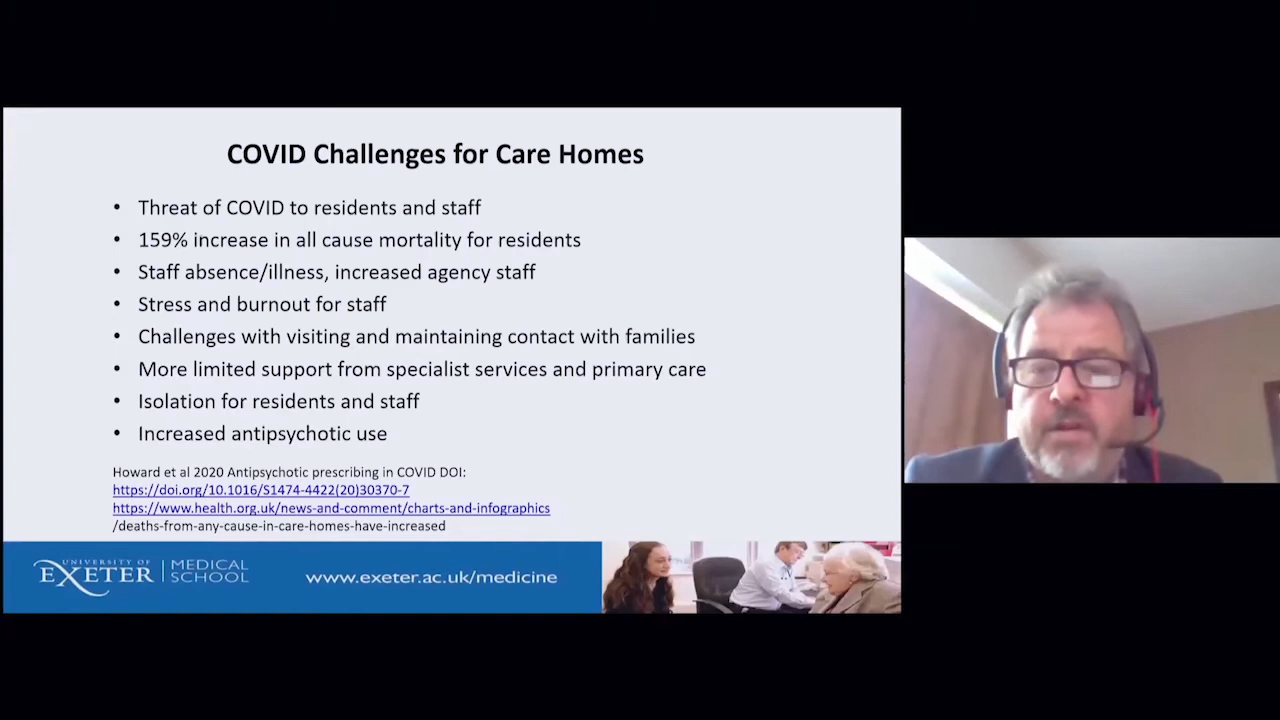 COVID Challenges for Care Homes
• Threat of COVID to residents and staff
• 159% increase in all cause mortality for residents
• Staff absence/illness, increased agency staff
• Stress and burnout for staff
• Challenges with visiting and maintaining contact with families
• More limited support from specialist services and primary care
• Isolation for residents and staff
• Increased antipsychotic use
Howard et al 2020 Antipsychotic prescribing in COVID DOI:
https://doi.org/10.1016/S1474-4422(20)30370-7
https://www.health.org.uk/news-and-comment/charts-and-infographics
/deaths-from-any-cause-in-care-homes-have-increased
UNIVERSITY OF
EXETER
MEDICAL
SCHOOL
www.exeter.ac.uk/medicine